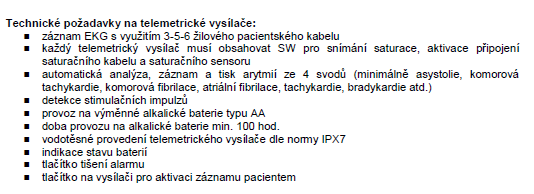 Technické požadavky na telemetrické vysílače:
▪ záznam EKG s využitím 3-5-6 žilového pacientského kabelu
▪ každý telemetrický vysílač musí obsahovat SW pro snímání saturace, aktivace připojení
saturačního kabelu a saturačního sensoru
▪ automatická analýza, záznam a tisk arytmií ze 4 svodů (minimálně asystolie, komorová
tachykardie, komorová fibrilace, atriální fibrilace, tachykardie, bradykardie atd.)
▪ detekce stimulačních impulzů
▪ provoz na výměnné alkalické baterie typu AA
▪ doba provozu na alkalické baterie min. 100 hod.
▪ vodotěsné provedení telemetrického vysílače dle normy IPX7
▪ indikace stavu baterií
▪ tlačítko tišení alarmu
▪ tlačítko na vysílači pro aktivaci záznamu pacientem